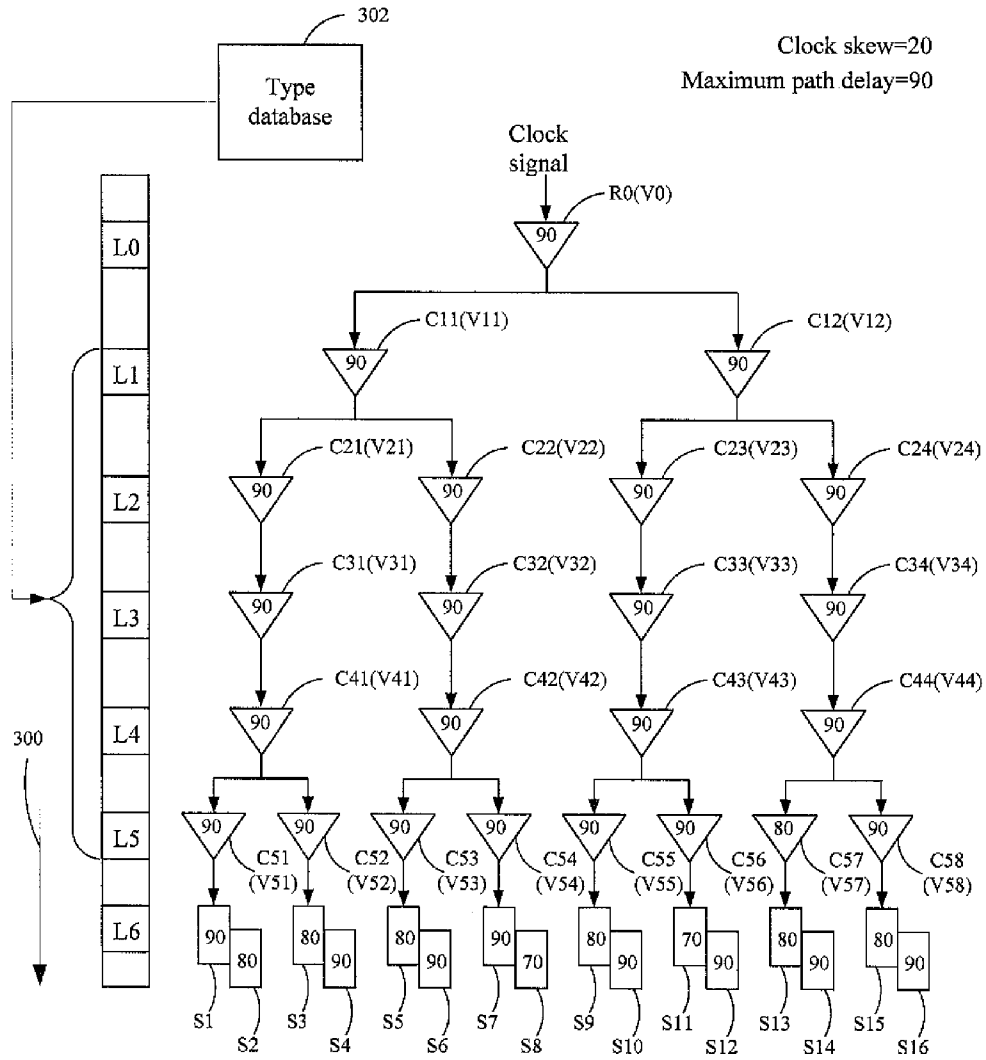 302
Type
database
Clock skew=20
Maximum path delay=90
Clock
signal
R0(V0)
L0
90
C11(V11)
C12(V12)
L1
90
90
C21(V21)
C22(V22)
C23(V23)
C24(V24)
L2
90
90
90
90
C31(V31)
C32(V32)
C33(V33)
C34(V34)
L3
90
90
90
90
C41(V41)
C42(V42)
C43(V43)
C44(V44)
300
L4
90
90
90
90
L5
90
90
90
90
90
90
80
90
C51
(V51)
C52
(V52)
C53
(V53)
C54
(V54)
C55
(V55)
C56
(V56)
C57
(V57)
C58
(V58)
L6
90
80
80
90
80
90
90
70
80
90
70
90
80
90
80
90
S1
S2
S3
S4
S5
S6
S7
S8
S9
S10
S11
S12
S13
S14
S15
S16